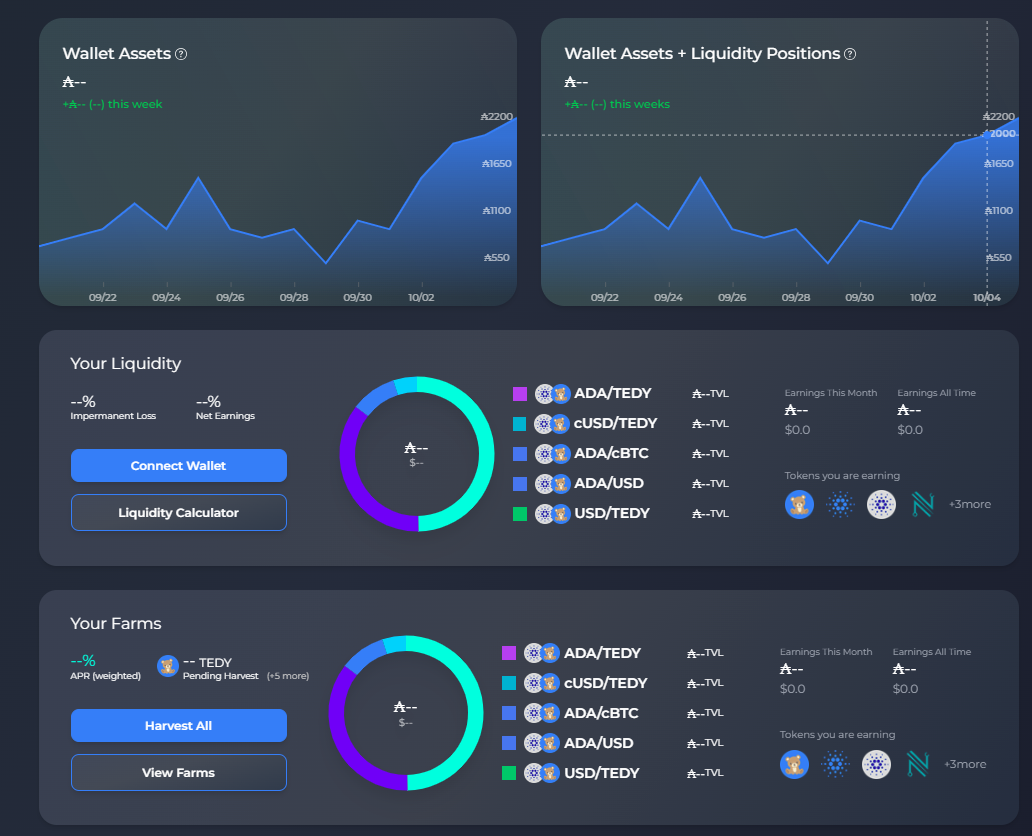 Wallet Assets ?
₳--
+₳-- (--) this week
₳2200
₳1650
₳1100
₳550
09/22 09/24 09/26 09/28 09/30 10/02
Wallet Assets + Liquidity Positions ?
₳--
+₳-- (--) this weeks
₳2200
2000
₳1650
₳1100
₳550
09/22 09/24 09/26 09/28 09/30 10/02 10/04
Your Liquidity
--% --%
Impermanent Loss Net Earnings
Connect Wallet
Liquidity Calculator
₳--
$--
ADA/TEDY ₳--TVL
cUSD/TEDY ₳--TVL
ADA/cBTC ₳--TVL
ADA/USD ₳--TVL
USD/TEDY ₳--TVL
Earnings This Month Earnings All Time
₳-- ₳--
$0.0 $0.0
Tokens you are earning
+3more
Your Farms
--% -- TEDY
APR (weighted) Pending Harvest (+5 more)
Harvest All
View Farms
₳--
$--
ADA/TEDY ₳--TVL
cUSD/TEDY ₳--TVL
ADA/cBTC ₳--TVL
ADA/USD ₳--TVL
USD/TEDY ₳--TVL
Earnings This Month Earnings All Time
₳-- ₳--
$0.0 $0.0
Tokens you are earning
+3more